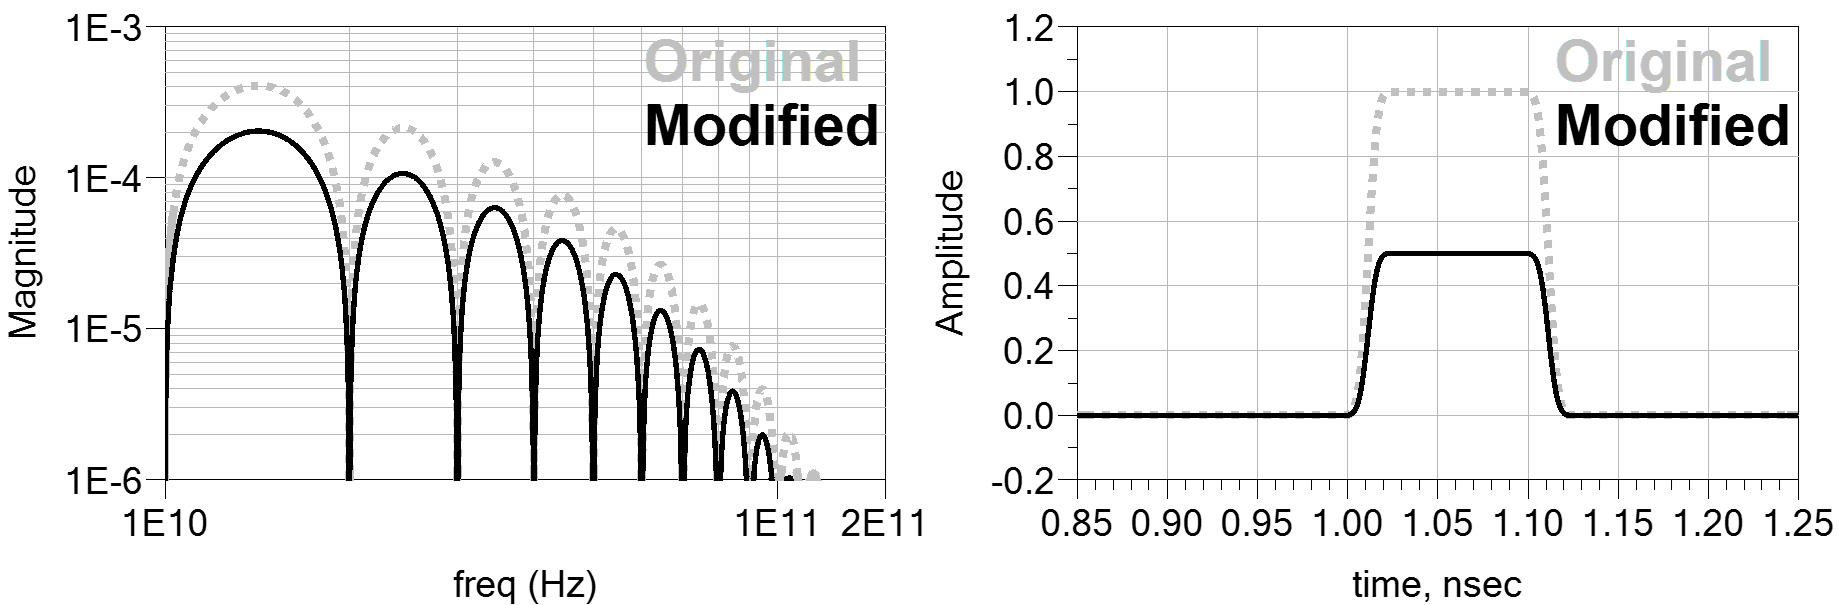 1E-3
1E-4
1E-5
1E-6
Magnitude
Original
Modified
1E10 1E11 2E11
freq (Hz)
1.2
1.0
0.8
0.6
0.4
0.2
0.0
-0.2
Amplitude
Original
Modified
0.85 0.90 0.95 1.00 1.05 1.10 1.15 1.20 1.25
time, nsec